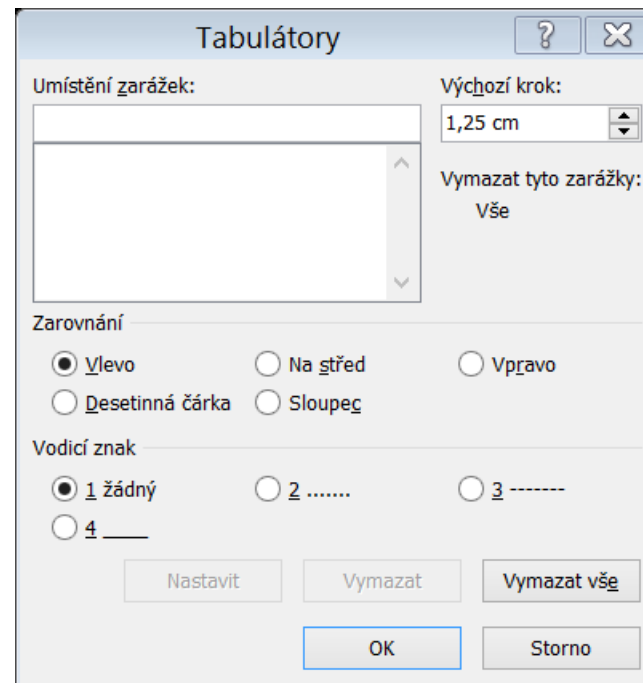 Tabulátory
Umístění zarážek:
Výchozí krok:
1,25 cm
Vymazat tyto zarážky:
Vše
Zarovnání
Vlevo
Na střed
Vpravo
Desetinná čárka
Sloupec
Vodicí znak
1 žádný
2 .......
3 -------
4 ____
Nastavit
Vymazat
Vymazat vše
OK
Storno